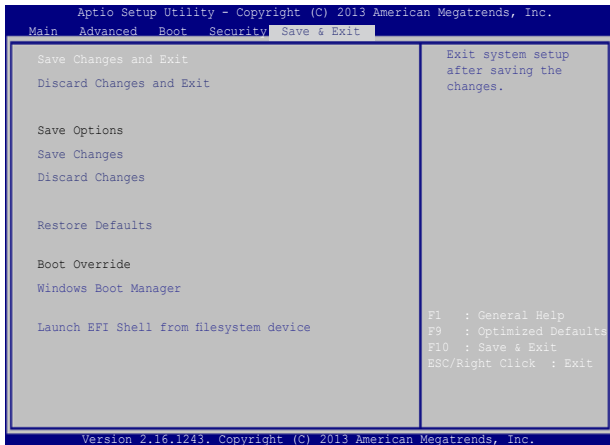 Aptio Setup Utility - Copyright (C) 2013 American Megatrends, Inc.
Main Advanced Boot Security Save & Exit
Save Changes and Exit
Discard Changes and Exit
Save Options
Save Changes
Discard Changes
Restore Defaults
Boot Override
Windows Boot Manager
Launch EFI Shell from filesystem device
Exit system setup
after saving the
changes.
F1 : General Help
F9 : Optimized Defaults
F10 : Save & Exit
ESC/Right Click : Exit
Version 2.16.1243. Copyright (C) 2013 American Megatrends, Inc.